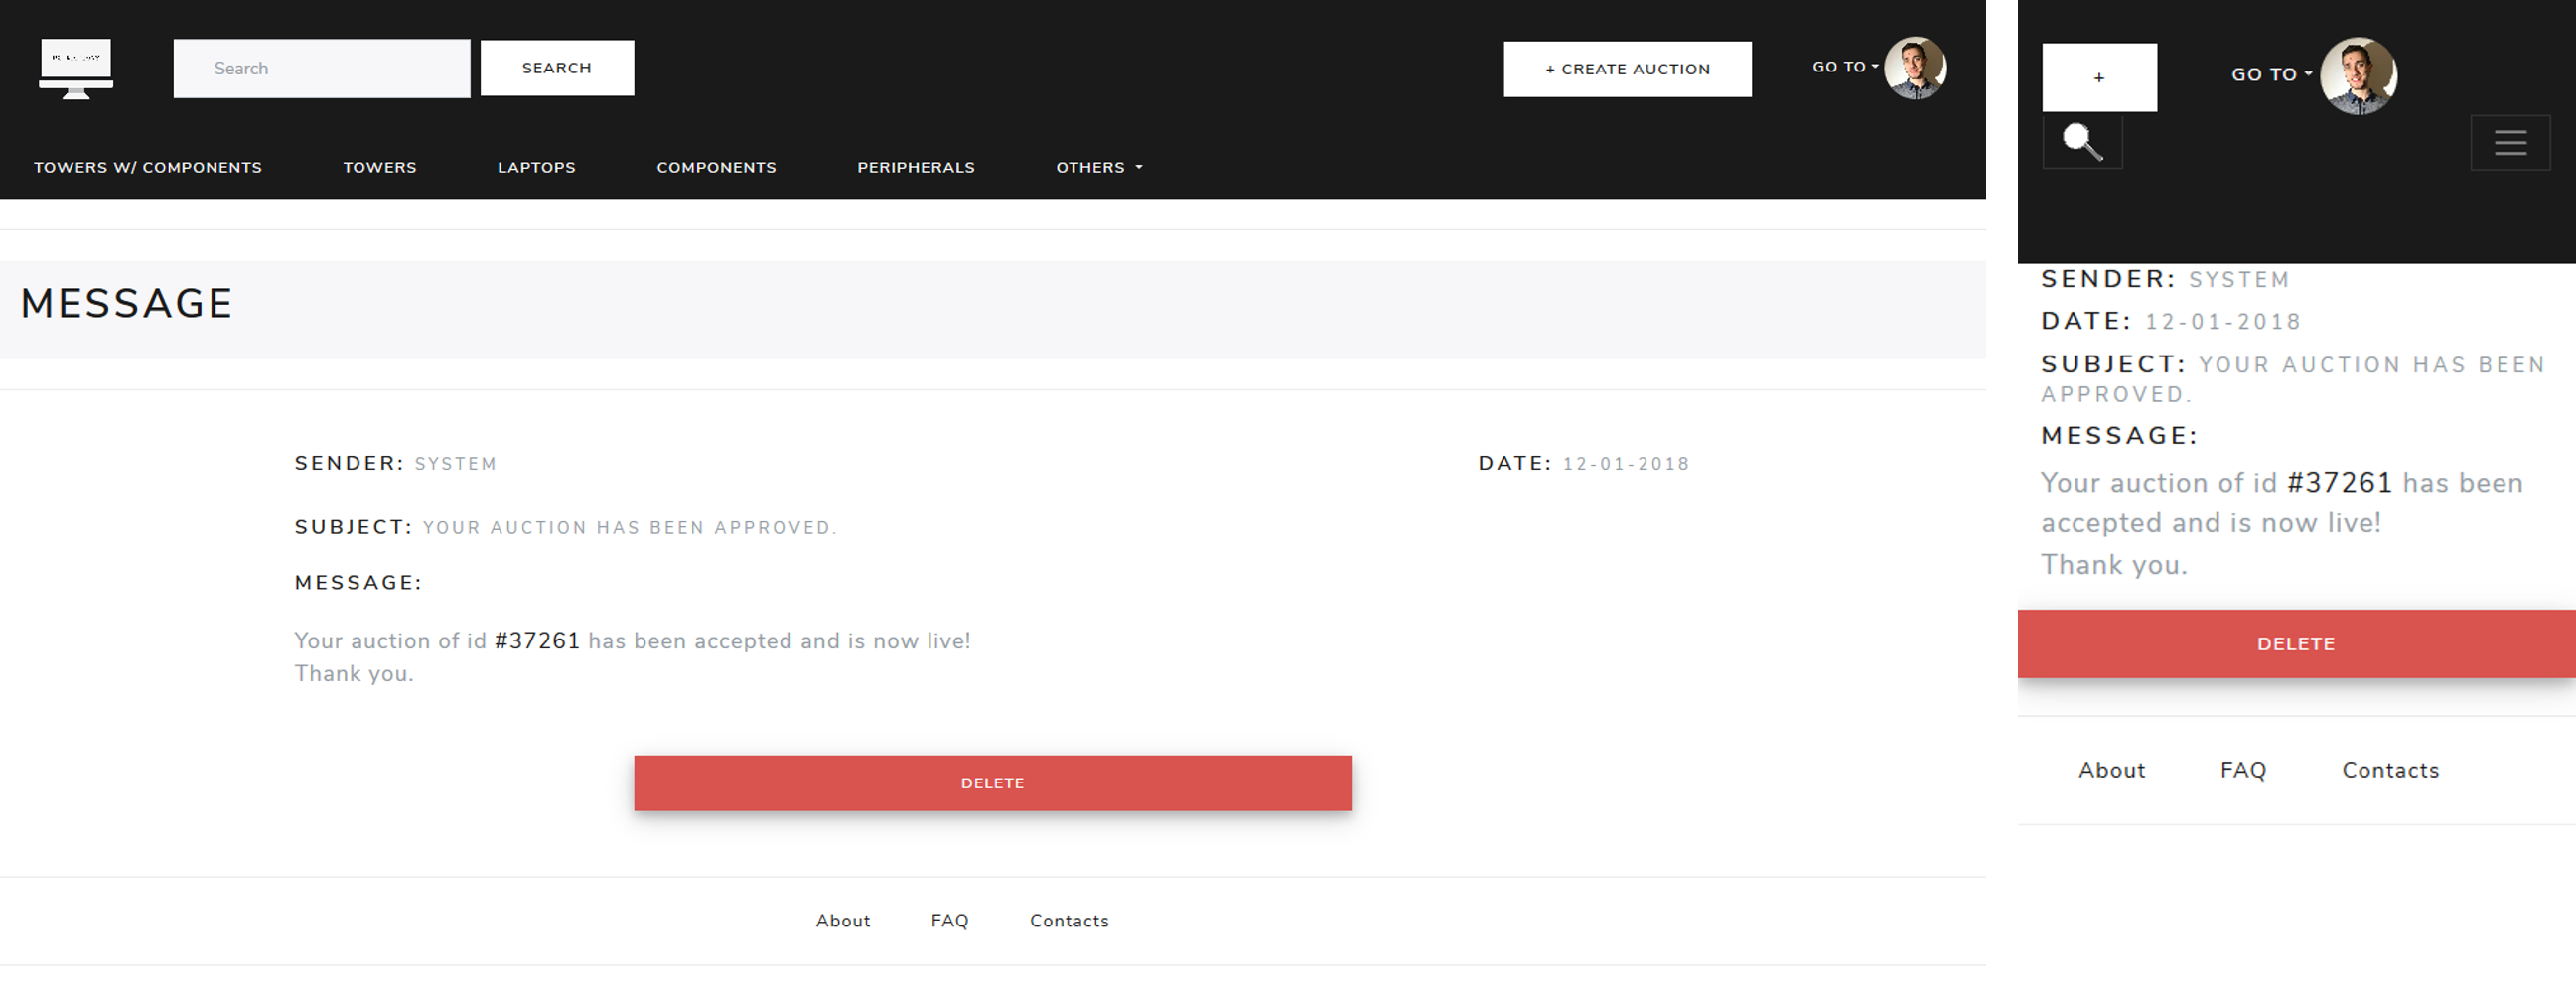 Search
SEARCH
+ CREATE AUCTION
GO TO
TOWERS W/ COMPONENTS
TOWERS
LAPTOPS
COMPONENTS
PERIPHERALS
OTHERS
MESSAGE
SENDER: SYSTEM
DATE: 12-01-2018
SUBJECT: YOUR AUCTION HAS BEEN APPROVED.
MESSAGE:
Your auction of id #37261 has been accepted and is now live!
Thank you.
DELETE
About
FAQ
Contacts
+
GO TO
SENDER: SYSTEM
DATE: 12-01-2018
SUBJECT: YOUR AUCTION HAS BEEN
APPROVED.
MESSAGE:
Your auction of id #37261 has been
accepted and is now live!
Thank you.
DELETE
About
FAQ
Contacts